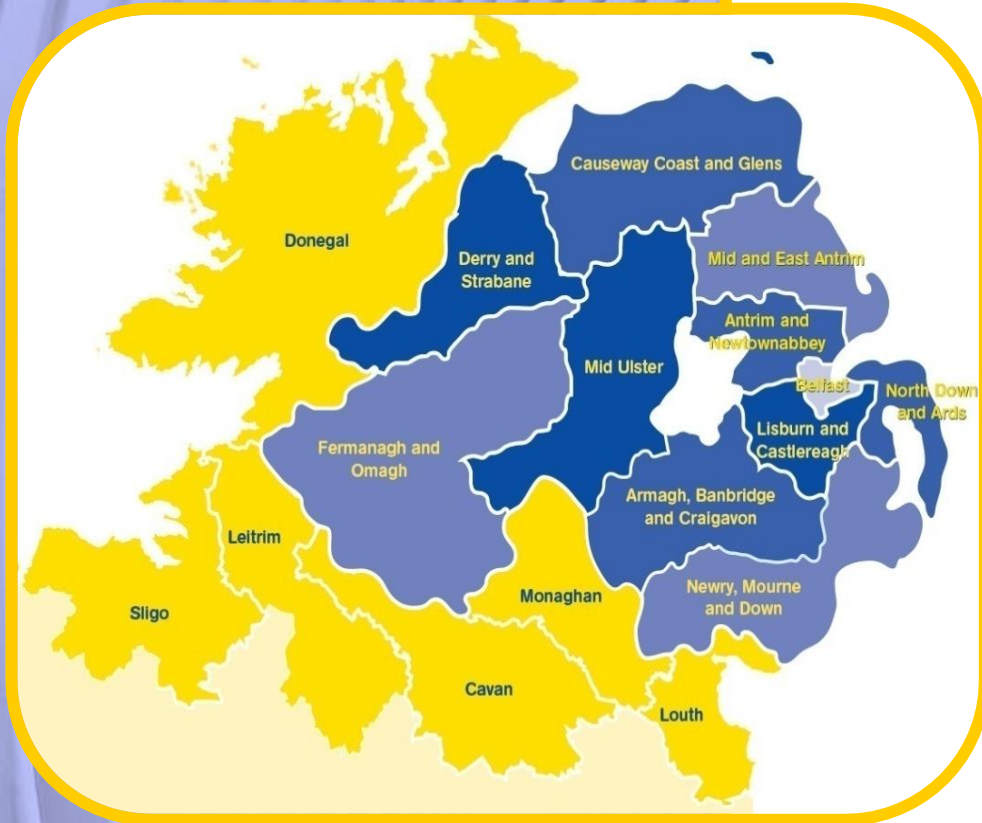 Causeway Coast and Glens
Donegal
Derry and
Strabane
Mid and East Antrim
Antrim and
Newtownabbey
Mid Ulster
Belfast
North Down
and Ards
Lisburn and
Castlereagh
Fermanagh and
Omagh
Armagh, Banbridge
and Craigavon
Leitrim
Monaghan
Newry, Mourne
and Down
Sligo
Cavan
Louth